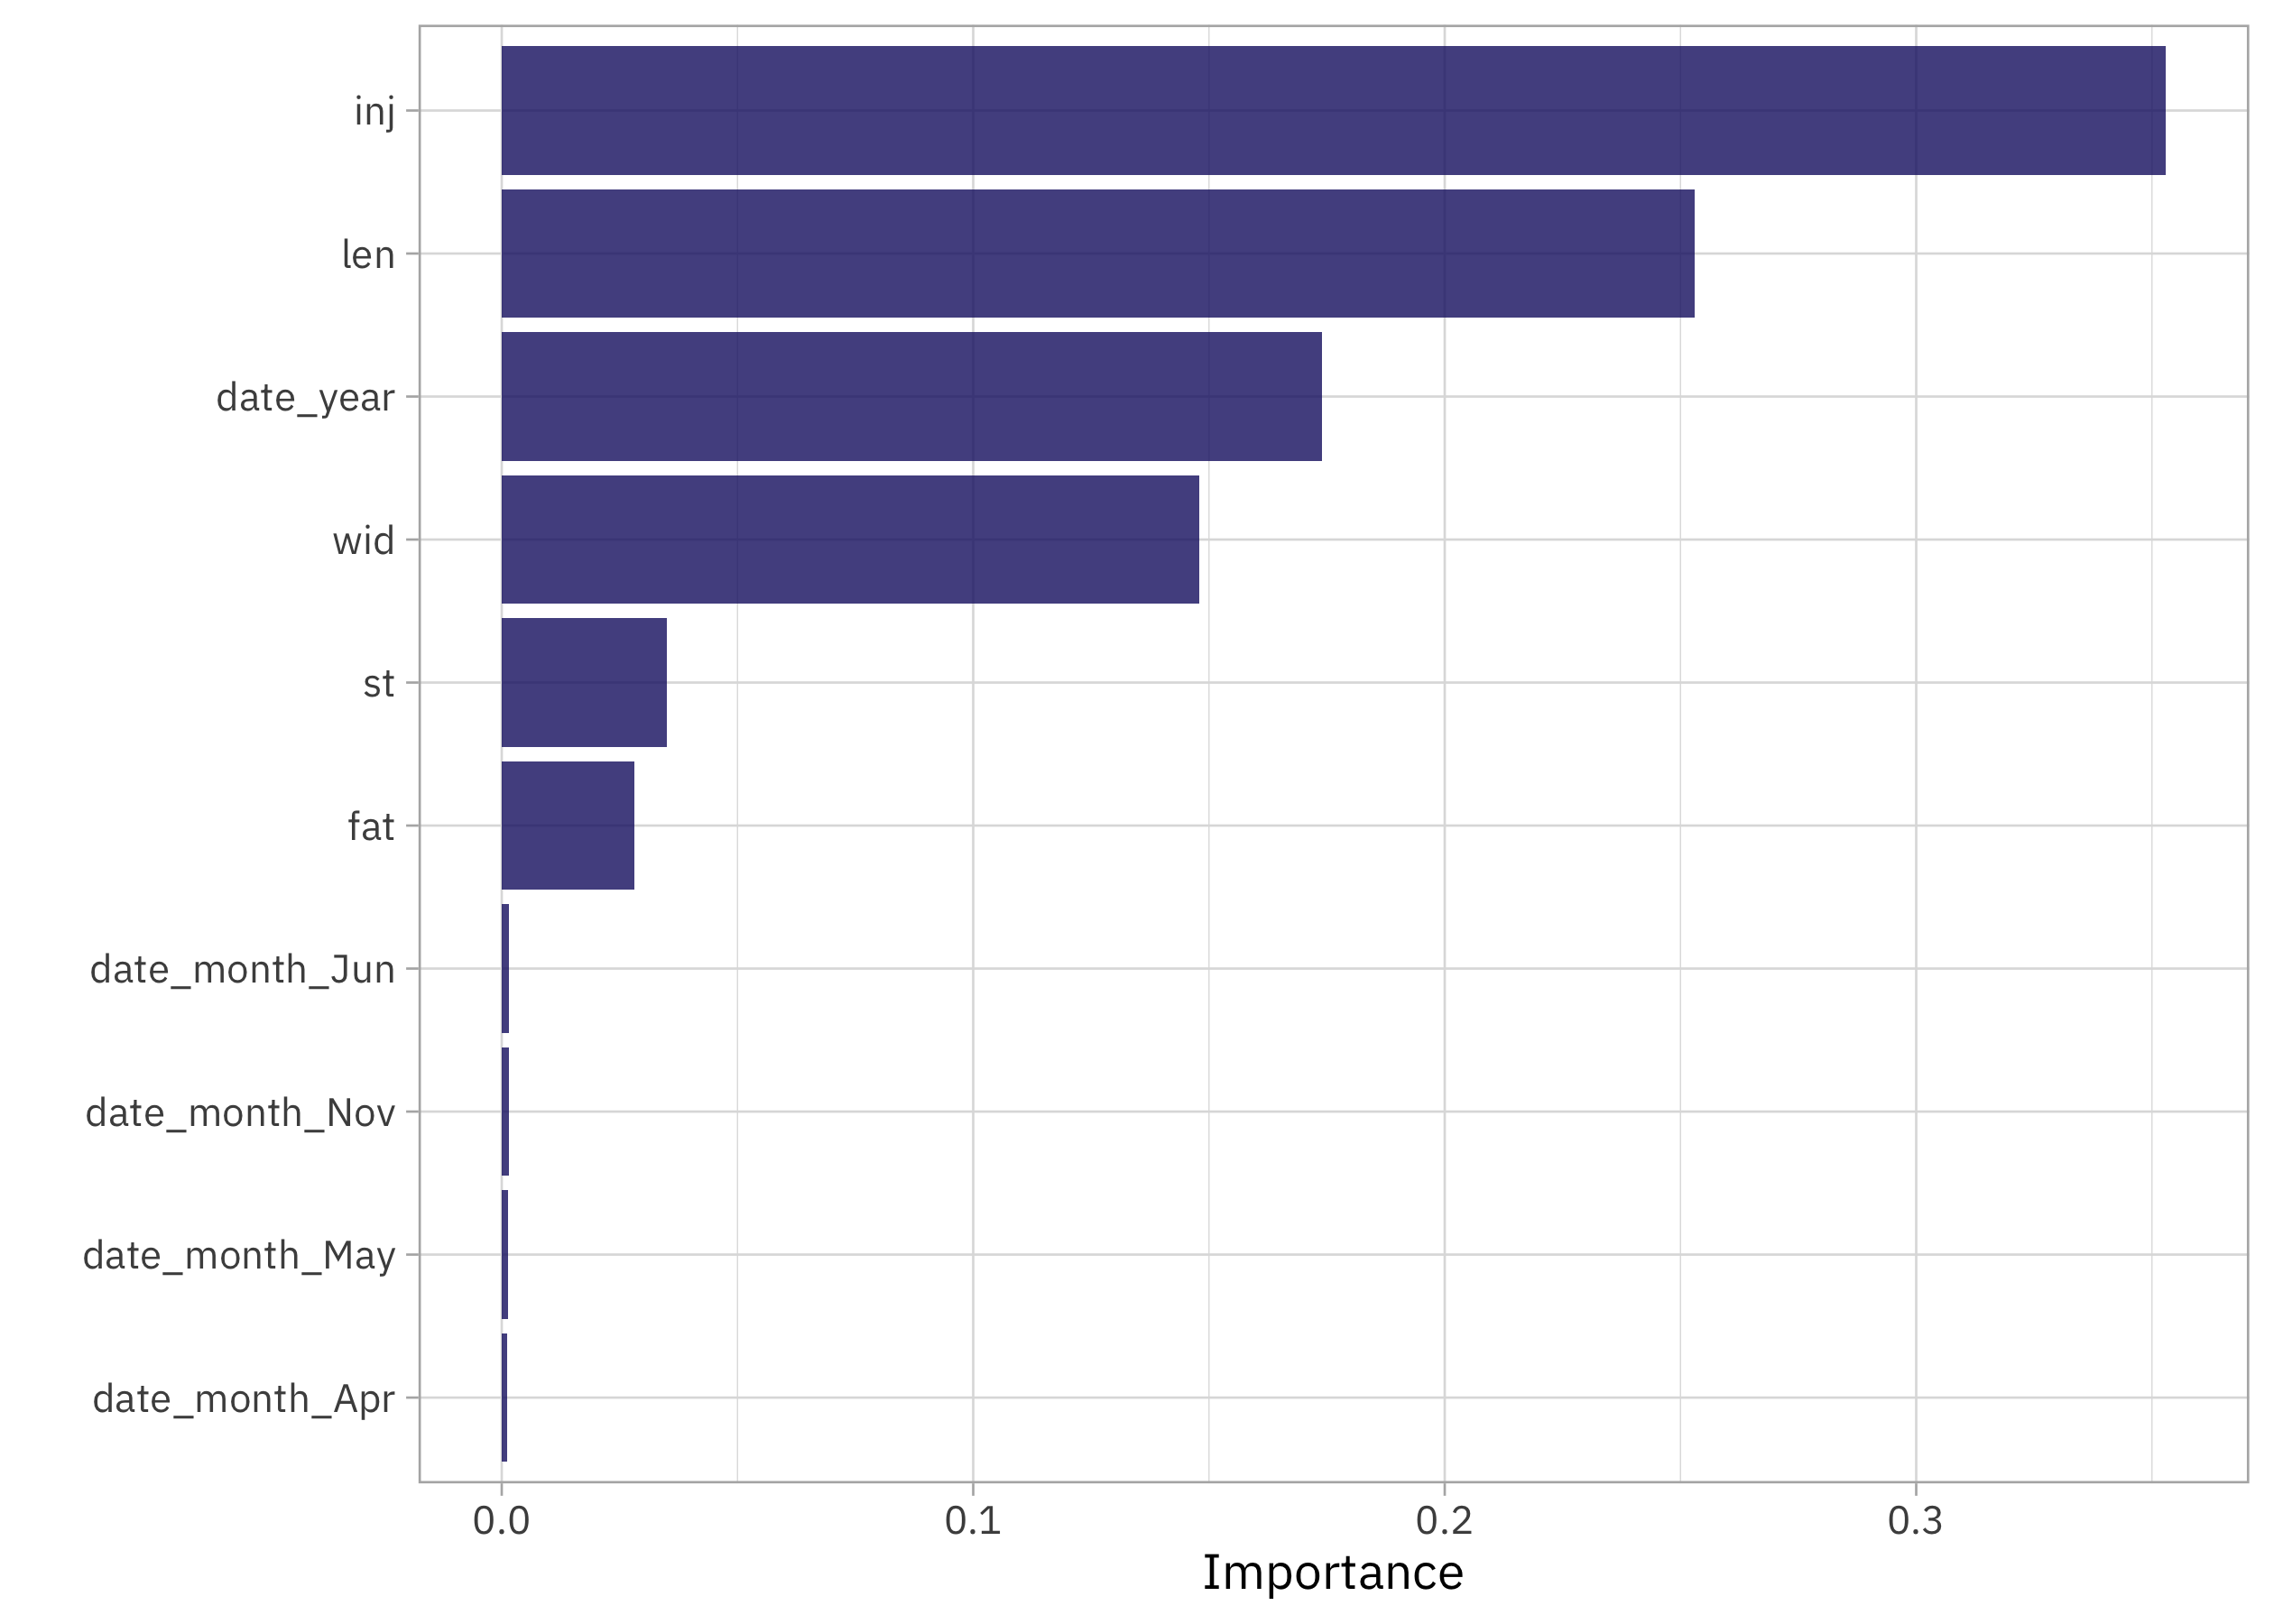 inj
len
date_year
wid
st
fat
date_month_Jun
date_month_Nov
date_month_May
date_month_Apr
0.0 0.1 0.2 0.3
Importance